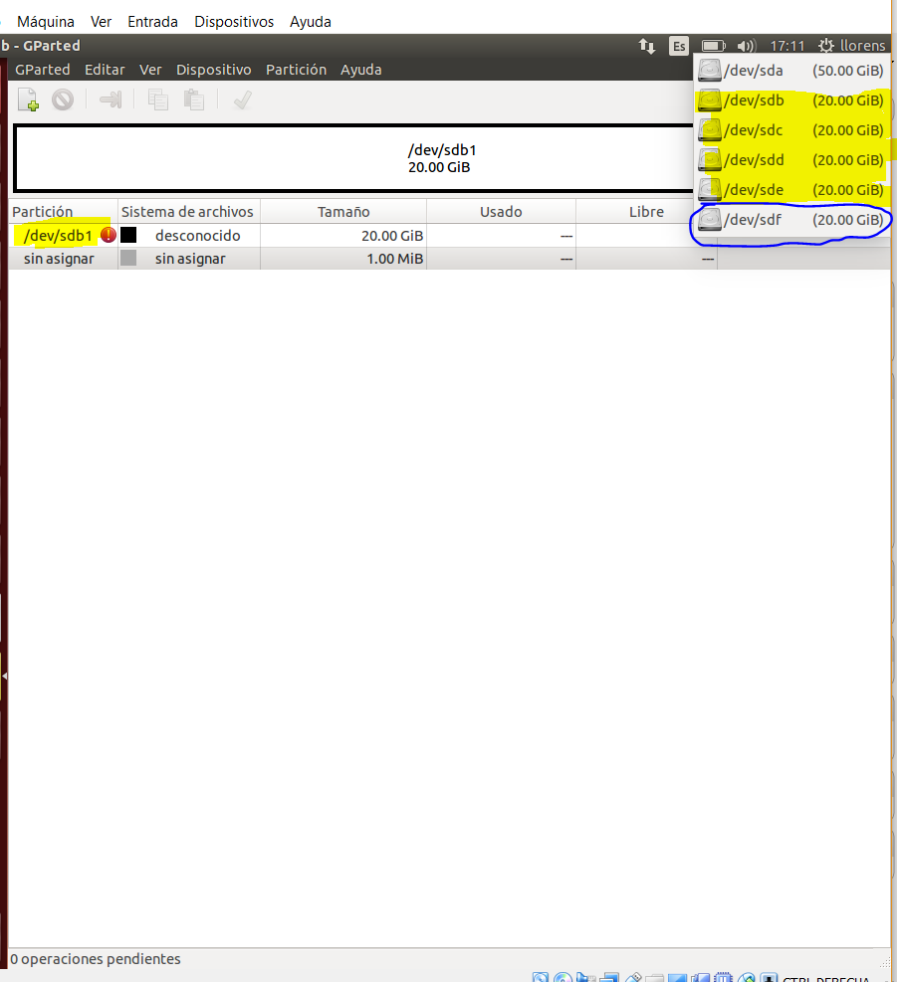 Máquina Ver Entrada Dispositivos Ayuda
b - GParted Es 17:11 llorens
GParted Editar Ver Dispositivo Partición Ayuda
/dev/sda (50.00 GiB)
/dev/sdb (20.00 GiB)
/dev/sdc (20.00 GiB)
/dev/sdd (20.00 GiB)
/dev/sde (20.00 GiB)
/dev/sdf (20.00 GiB)
/dev/sdb1
20.00 GiB
Partición Sistema de archivos Tamaño Usado Libre
/dev/sdb1 desconocido 20.00 GiB ---
sin asignar sin asignar 1.00 MiB --- ---
0 operaciones pendientes
CTRL DERECHA